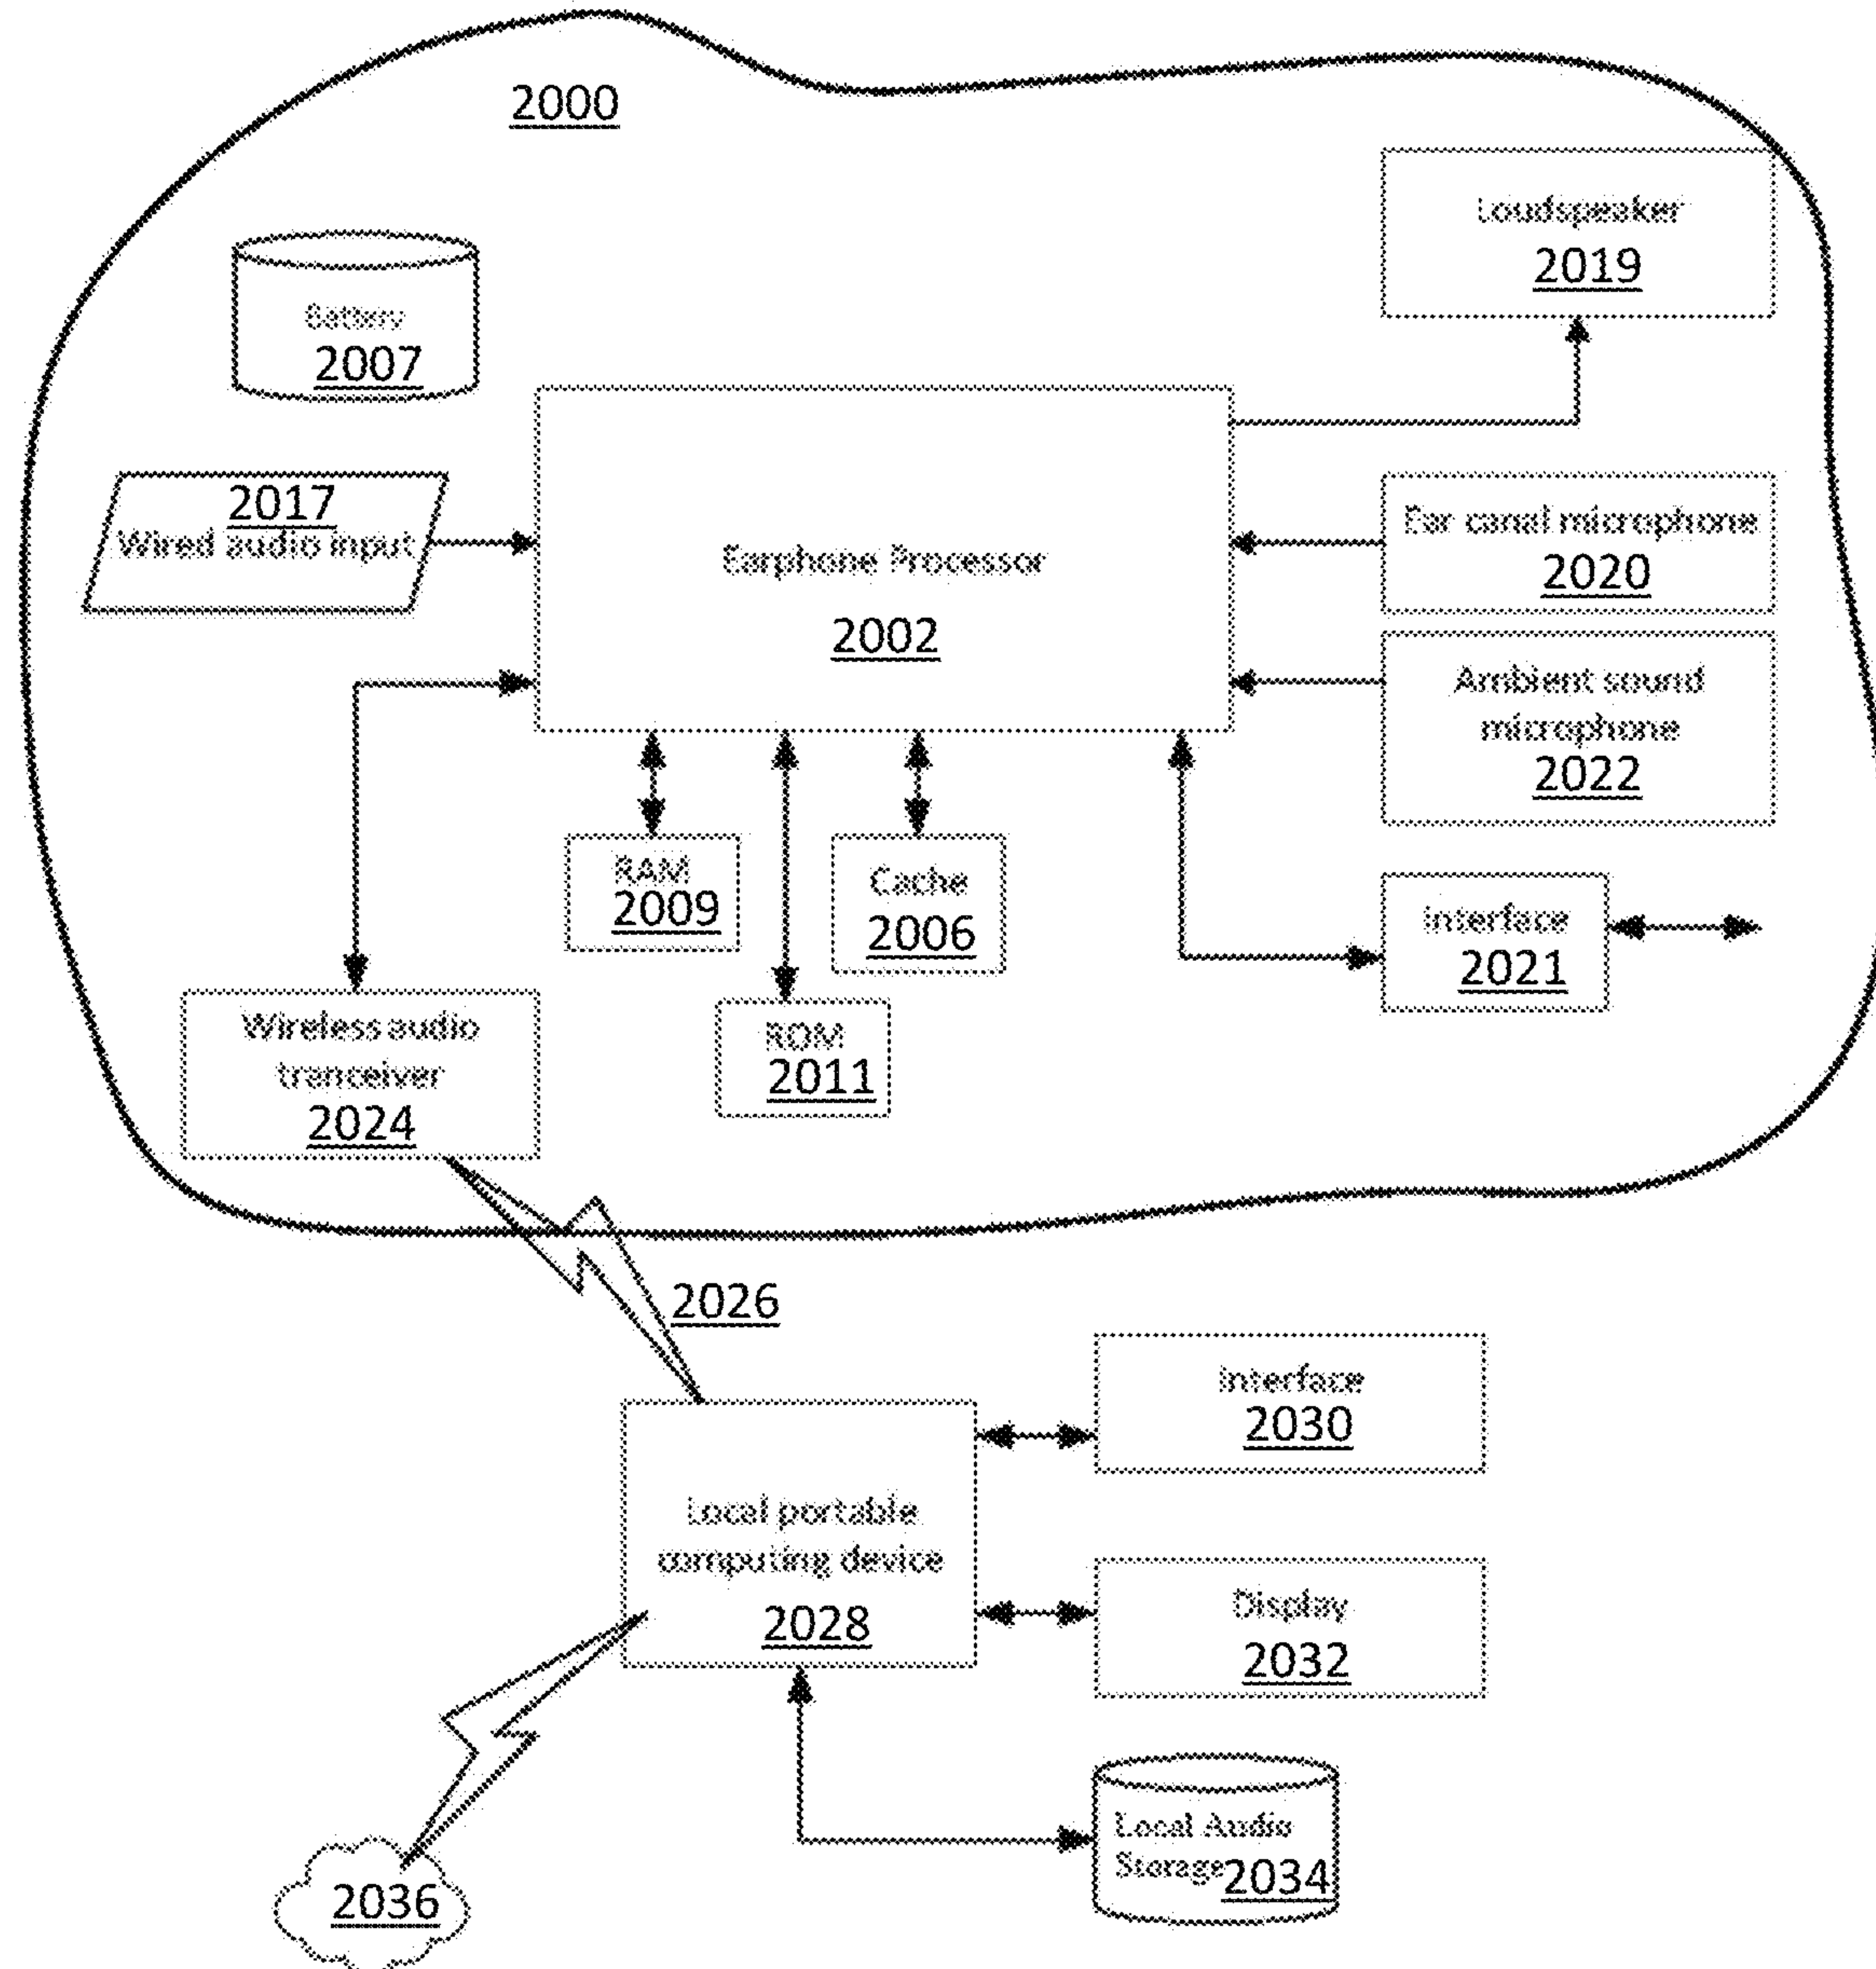 2000
Loudspeaker
2019
Battery
2007
2017
Wired audio input
Earphone Processor
2002
Ear canal microphone
2020
Ambient sound
microphone
2022
RAM
2009
Cache
2006
Interface
2021
Wireless audio
tranceiver
2024
ROM
2011
2026
Interface
2030
Local portable
computing device
2028
Display
2032
Local Audio
Storage 2034
2036